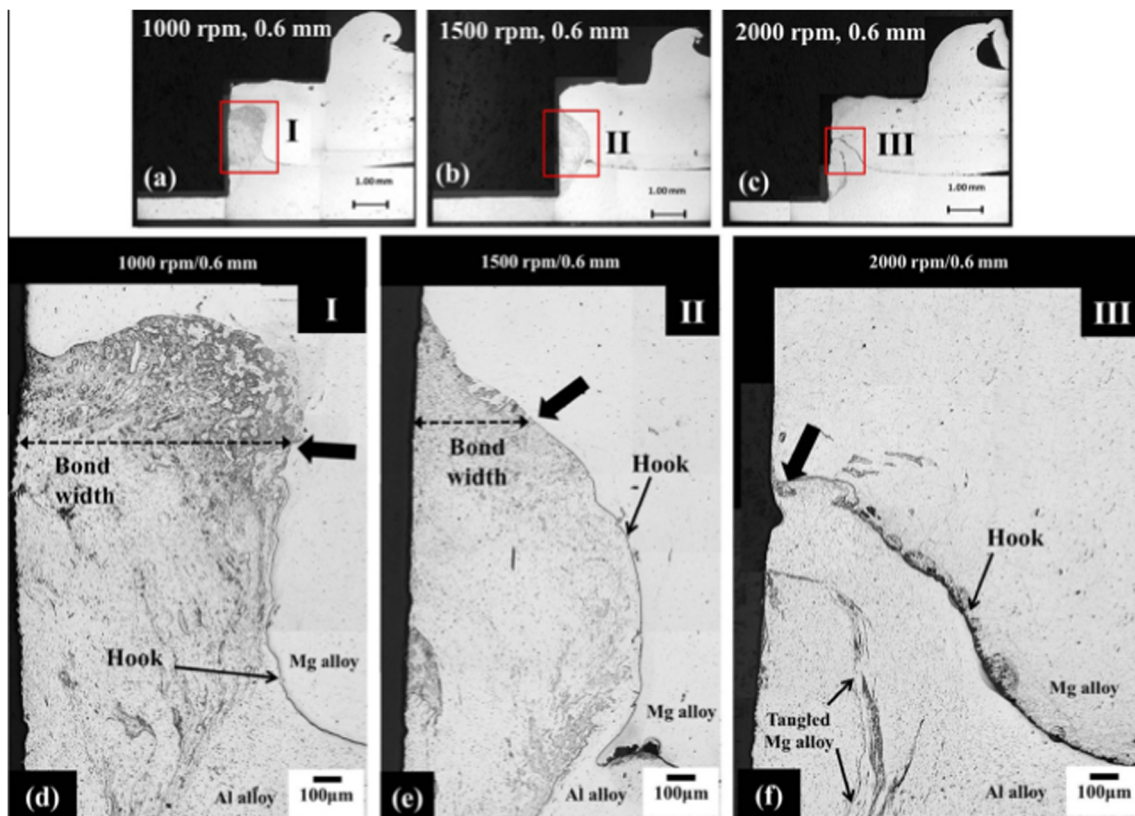 1000 rpm, 0.6 mm
I
(a)
1.00 mm
1500 rpm, 0.6 mm
II
(b)
1.00 mm
2000 rpm, 0.6 mm
III
(c)
1.00 mm
1000 rpm/0.6 mm
I
Bond
width
Hook
Mg alloy
Al alloy
(d)
100μm
1500 rpm/0.6 mm
II
Bond
width
Hook
Mg alloy
Al alloy
(e)
100μm
2000 rpm/0.6 mm
III
Hook
Mg alloy
Tangled
Mg alloy
Al alloy
(f)
100μm